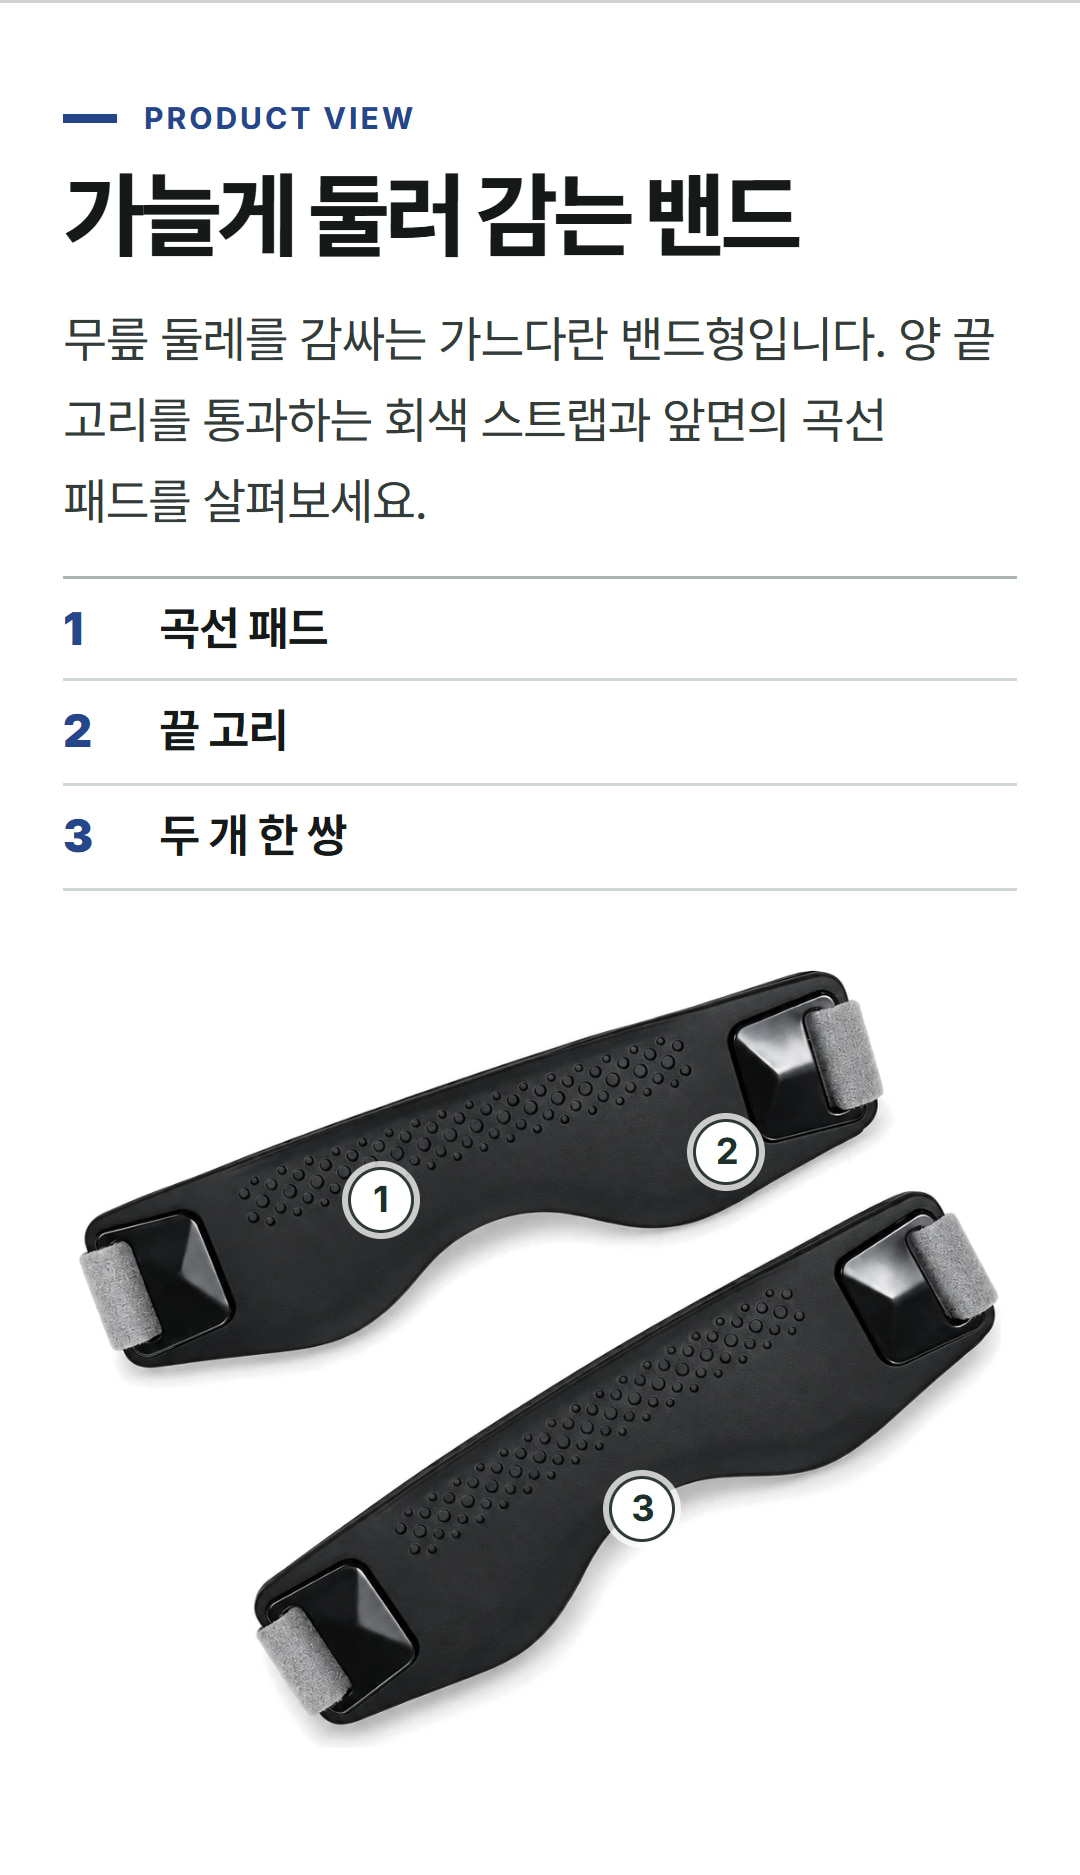 PRODUCT VIEW
가늘게 둘러 감는 밴드
무릎 둘레를 감싸는 가느다란 밴드형입니다. 양 끝
고리를 통과하는 회색 스트랩과 앞면의 곡선
패드를 살펴보세요.
1 곡선 패드
2 끝 고리
3 두 개 한 쌍
2
1
3